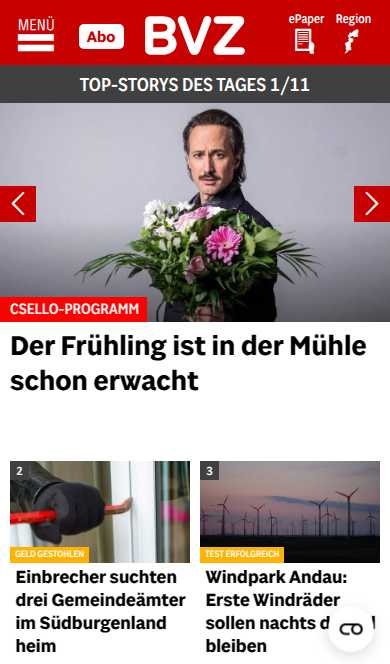 MENÜ
Abo
BVZ
ePaper
Region
TOP-STORYS DES TAGES 1/11
CSELLO-PROGRAMM
Der Frühling ist in der Mühle
schon erwacht
2
GELD GESTOHLEN
Einbrecher suchten
drei Gemeindeämter
im Südburgenland
heim
3
TEST ERFOLGREICH
Windpark Andau:
Erste Windräder
sollen nachts
bleiben